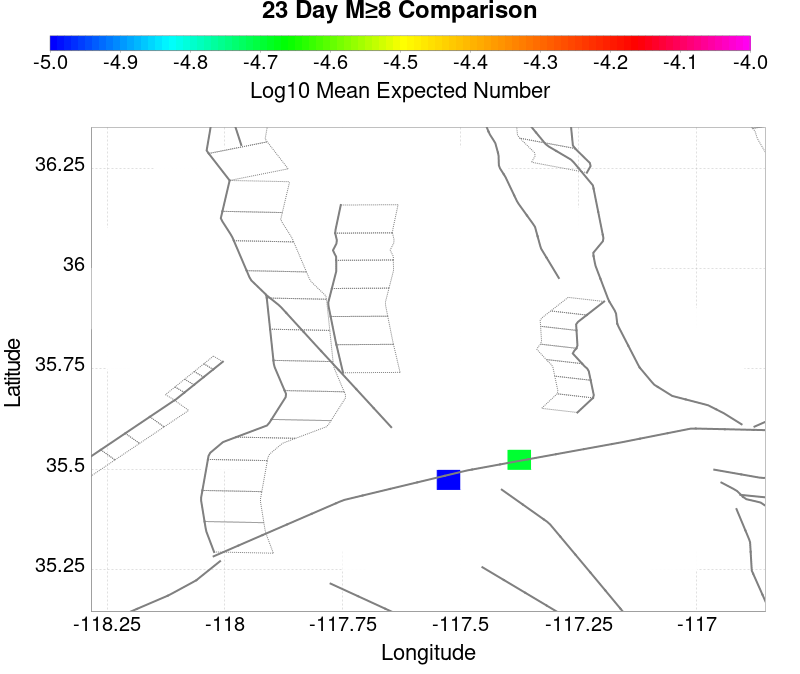 23 Day M≥8 Comparison
-5.0 -4.9 -4.8 -4.7 -4.6 -4.5 -4.4 -4.3 -4.2 -4.1 -4.0
Log10 Mean Expected Number
36.25
36
35.75
35.5
35.25
Latitude
-118.25 -118 -117.75 -117.5 -117.25 -117
Longitude